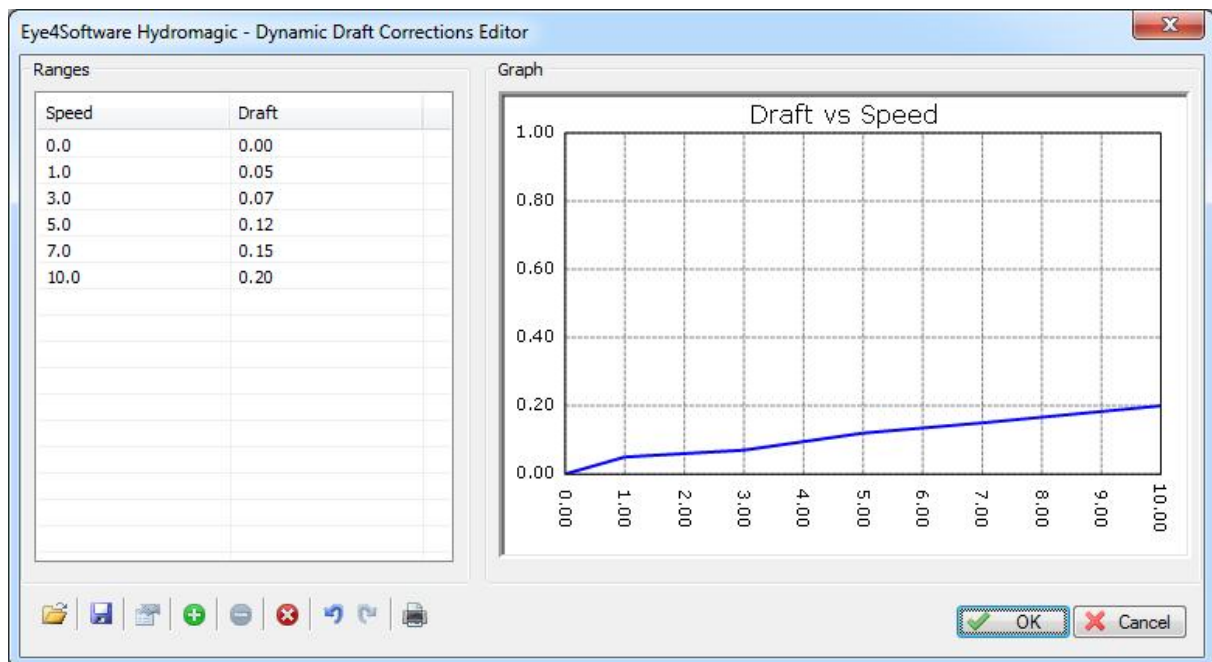 Eye4Software Hydromagic - Dynamic Draft Corrections Editor
Ranges
Speed Draft
0.0 0.00
1.0 0.05
3.0 0.07
5.0 0.12
7.0 0.15
10.0 0.20
Graph
Draft vs Speed
1.00
0.80
0.60
0.40
0.20
0.00
0.00 1.00 2.00 3.00 4.00 5.00 6.00 7.00 8.00 9.00 10.00
OK Cancel